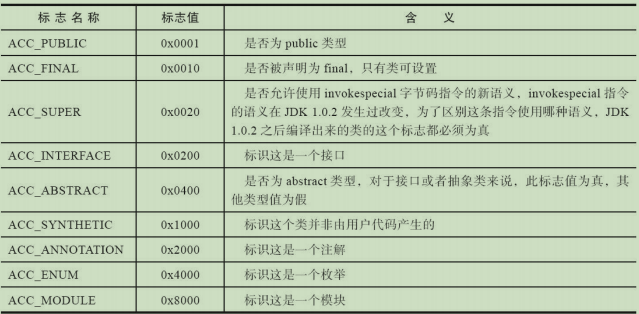 标志名称 标志值 含 义
ACC_PUBLIC 0x0001 是否为 public 类型
ACC_FINAL 0x0010 是否被声明为 final，只有类可设置
ACC_SUPER 0x0020 是否允许使用 invokespecial 字节码指令的新语义，invokespecial 指令
的语义在 JDK 1.0.2 发生过改变，为了区别这条指令使用哪种语义，JDK
1.0.2 之后编译出来的类的这个标志都必须为真
ACC_INTERFACE 0x0200 标识这是一个接口
ACC_ABSTRACT 0x0400 是否为 abstract 类型，对于接口或者抽象类来说，此标志值为真，其
他类型值为假
ACC_SYNTHETIC 0x1000 标识这个类并非由用户代码产生的
ACC_ANNOTATION 0x2000 标识这是一个注解
ACC_ENUM 0x4000 标识这是一个枚举
ACC_MODULE 0x8000 标识这是一个模块